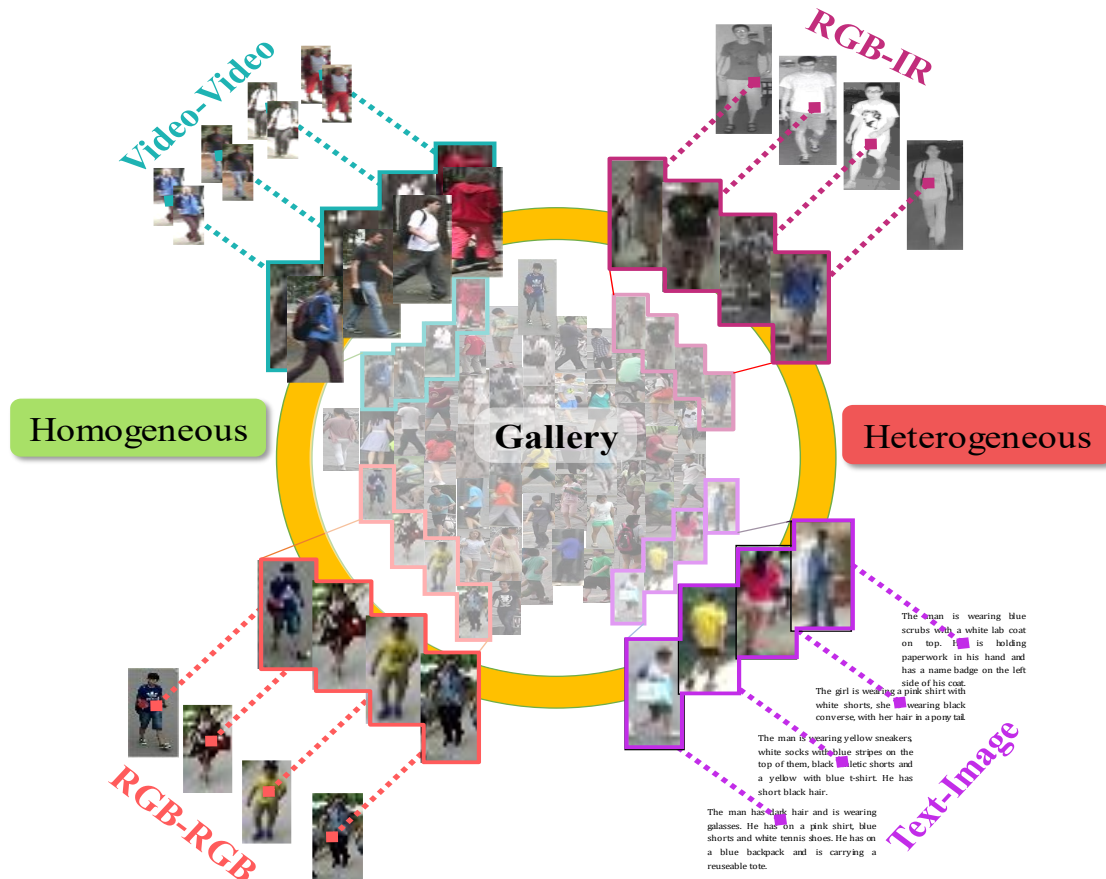 Video-Video
RGB-IR
Homogeneous
Gallery
Heterogeneous
The man is wearing blue
scrubs with a white lab coat
on top. He is holding
paperwork in his hand and
has a name badge on the left
side of his coat.
The girl is wearing a pink shirt with
white shorts, she wearing black
converse, with her hair in a pony tail.
The man is wearing yellow sneakers,
white socks with blue stripes on the
top of them, black athletic shorts and
a yellow with blue t-shirt. He has
short black hair.
The man has dark hair and is wearing
galasses. He has on a pink shirt, blue
shorts and white tennis shoes. He has on
a blue backpack and is carrying a
reuseable tote.
RGB-RGB
Text-Image